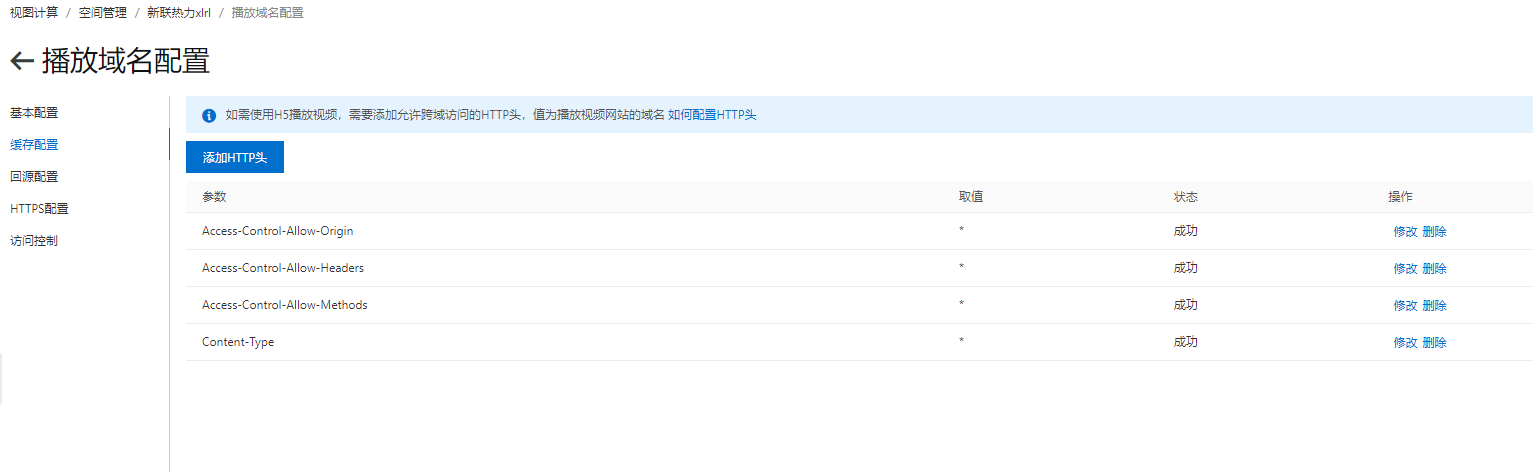 视图计算 / 空间管理 / 新联热力xlrl / 播放域名配置
← 播放域名配置
基本配置
缓存配置
回源配置
HTTPS配置
访问控制
如需使用H5播放视频，需要添加允许跨域访问的HTTP头，值为播放视频网站的域名 如何配置HTTP头
添加HTTP头
参数 取值 状态 操作
Access-Control-Allow-Origin * 成功 修改 删除
Access-Control-Allow-Headers * 成功 修改 删除
Access-Control-Allow-Methods * 成功 修改 删除
Content-Type * 成功 修改 删除